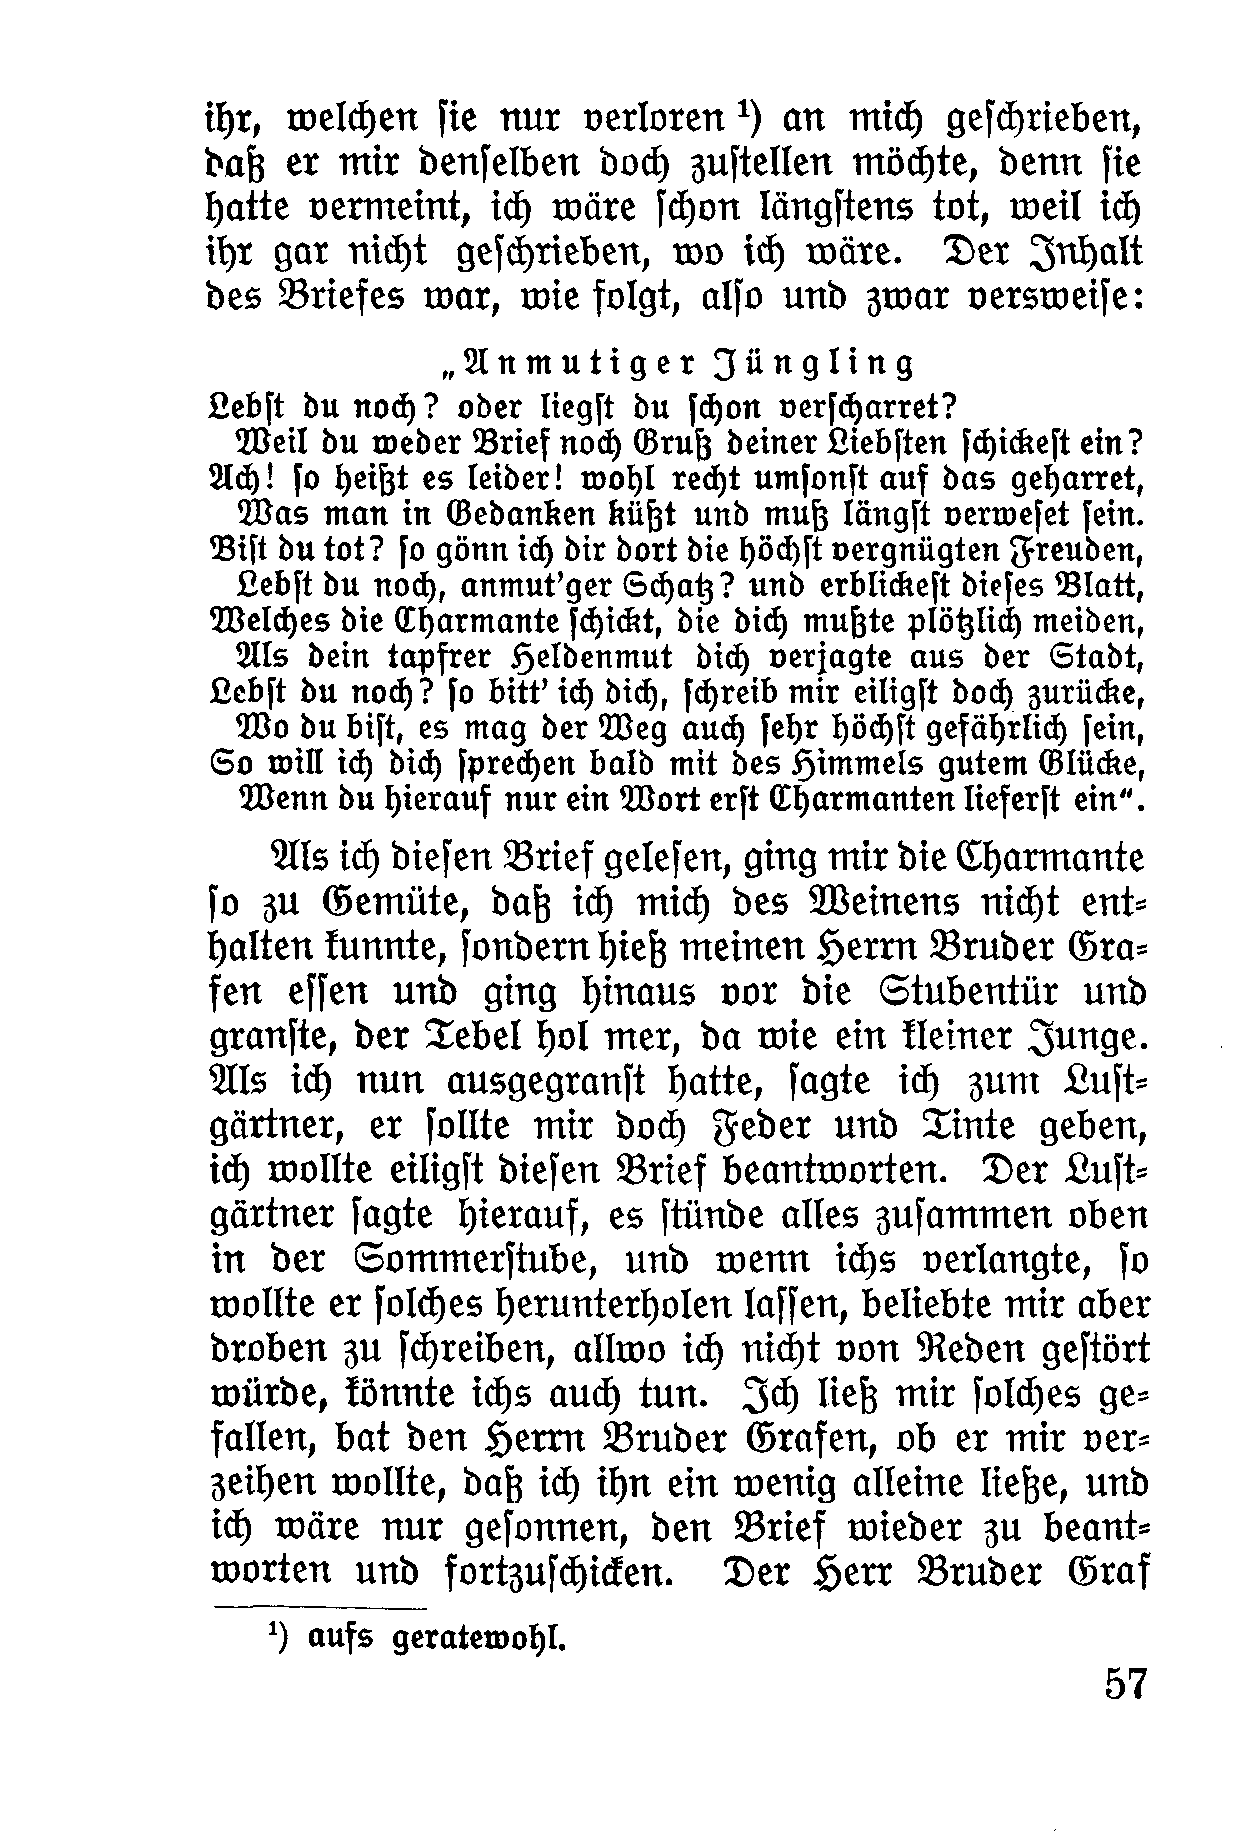 ihr, welchen ſie nur verloren ¹) an mich geſchrieben,
daß er mir denſelben doch zuſtellen möchte, denn ſie
hatte vermeint, ich wäre ſchon längſtens tot, weil ich
ihr gar nicht geſchrieben, wo ich wäre. Der Inhalt
des Briefes war, wie folgt, alſo und zwar versweiſe:
„Anmutiger Jüngling
Lebſt du noch? oder liegſt du ſchon verſcharret?
Weil du weder Brief noch Gruß deiner Liebſten ſchickeſt ein?
Ach! ſo heißt es leider! wohl recht umſonſt auf das geharret,
Was man in Gedanken küßt und muß längſt verweſet ſein.
Biſt du tot? ſo gönn ich dir dort die höchſt vergnügten Freuden,
Lebſt du noch, anmut'ger Schatz? und erblickeſt dieſes Blatt,
Welches die Charmante ſchickt, die dich mußte plötzlich meiden,
Als dein tapfrer Heldenmut dich verjagte aus der Stadt,
Lebſt du noch? ſo bitt' ich dich, ſchreib mir eiligſt doch zurücke,
Wo du biſt, es mag der Weg auch ſehr höchſt gefährlich ſein,
So will ich dich ſprechen bald mit des Himmels gutem Glücke,
Wenn du hierauf nur ein Wort erſt Charmanten lieferſt ein“.
Als ich dieſen Brief geleſen, ging mir die Charmante
ſo zu Gemüte, daß ich mich des Weinens nicht ent-
halten kunnte, ſondern hieß meinen Herrn Bruder Gra-
fen eſſen und ging hinaus vor die Stubentür und
granſte, der Tebel hol mer, da wie ein kleiner Junge.
Als ich nun ausgegranſt hatte, ſagte ich zum Luſt-
gärtner, er ſollte mir doch Feder und Tinte geben,
ich wollte eiligſt dieſen Brief beantworten. Der Luſt-
gärtner ſagte hierauf, es ſtünde alles zuſammen oben
in der Sommerſtube, und wenn ichs verlangte, ſo
wollte er ſolches herunterholen laſſen, beliebte mir aber
droben zu ſchreiben, allwo ich nicht von Reden geſtört
würde, könnte ichs auch tun. Ich ließ mir ſolches ge-
fallen, bat den Herrn Bruder Grafen, ob er mir ver-
zeihen wollte, daß ich ihn ein wenig alleine ließe, und
ich wäre nur geſonnen, den Brief wieder zu beant-
worten und fortzuſchicken. Der Herr Bruder Graf
¹) aufs geratewohl.
57